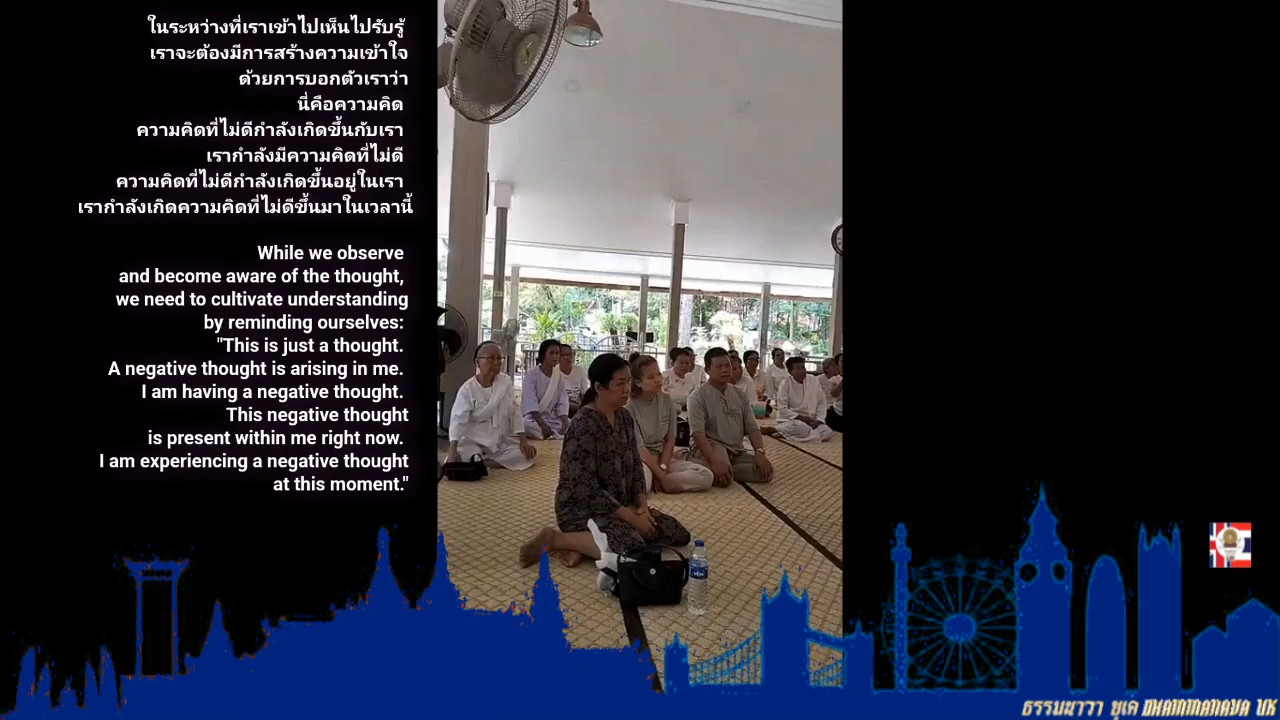 ในระหว่างที่เราเข้าไปเห็นไปรับรู้
เราจะต้องมีการสร้างความเข้าใจ
ด้วยการบอกตัวเราว่า
นี่คือความคิด
ความคิดที่ไม่ดีกำลังเกิดขึ้นกับเรา
เรากำลังมีความคิดที่ไม่ดี
ความคิดที่ไม่ดีกำลังเกิดขึ้นอยู่ในเรา
เรากำลังเกิดความคิดที่ไม่ดีขึ้นมาในเวลานี้
While we observe
and become aware of the thought,
we need to cultivate understanding
by reminding ourselves:
"This is just a thought.
A negative thought is arising in me.
I am having a negative thought.
This negative thought
is present within me right now.
I am experiencing a negative thought
at this moment."
ธรรมนาวา ยูเค DHAMMANAVA UK